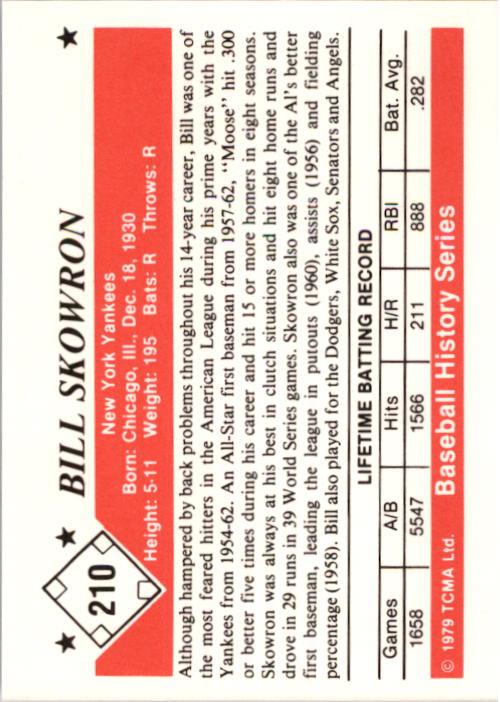 210
BILL SKOWRON
New York Yankees
Born: Chicago, Ill., Dec. 18, 1930
Height: 5-11 Weight: 195 Bats: R Throws: R
Although hampered by back problems throughout his 14-year career, Bill was one of
the most feared hitters in the American League during his prime years with the
Yankees from 1954-62. An All-Star first baseman from 1957-62, "Moose" hit .300
or better five times during his career and hit 15 or more homers in eight seasons.
Skowron was always at his best in clutch situations and hit eight home runs and
drove in 29 runs in 39 World Series games. Skowron also was one of the Al's better
first baseman, leading the league in putouts (1960), assists (1956) and fielding
percentage (1958). Bill also played for the Dodgers, White Sox, Senators and Angels.
LIFETIME BATTING RECORD
Games A/B Hits H/R RBI Bat. Avg.
1658 5547 1566 211 888 .282
© 1979 TCMA Ltd. Baseball History Series